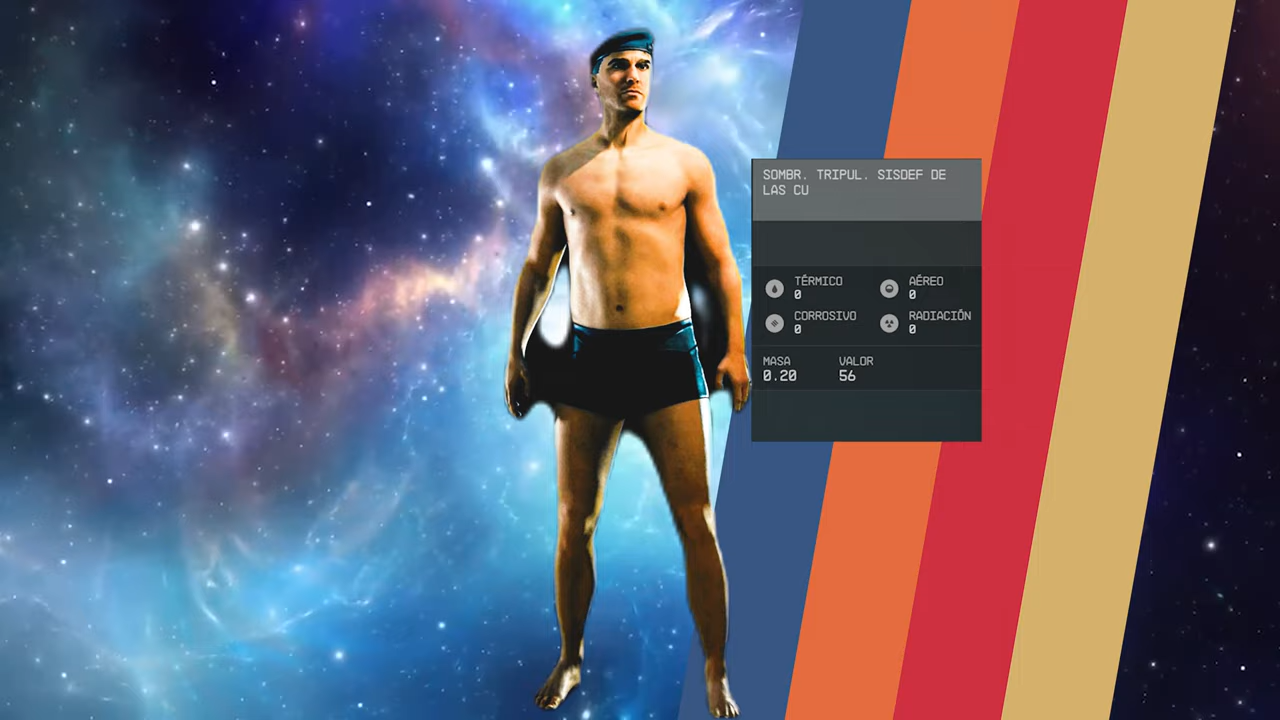 SOMBR. TRIPUL. SISDEF DE
LAS CU
TÉRMICO
0
AÉREO
0
CORROSIVO
0
RADIACIÓN
0
MASA
0.20
VALOR
56